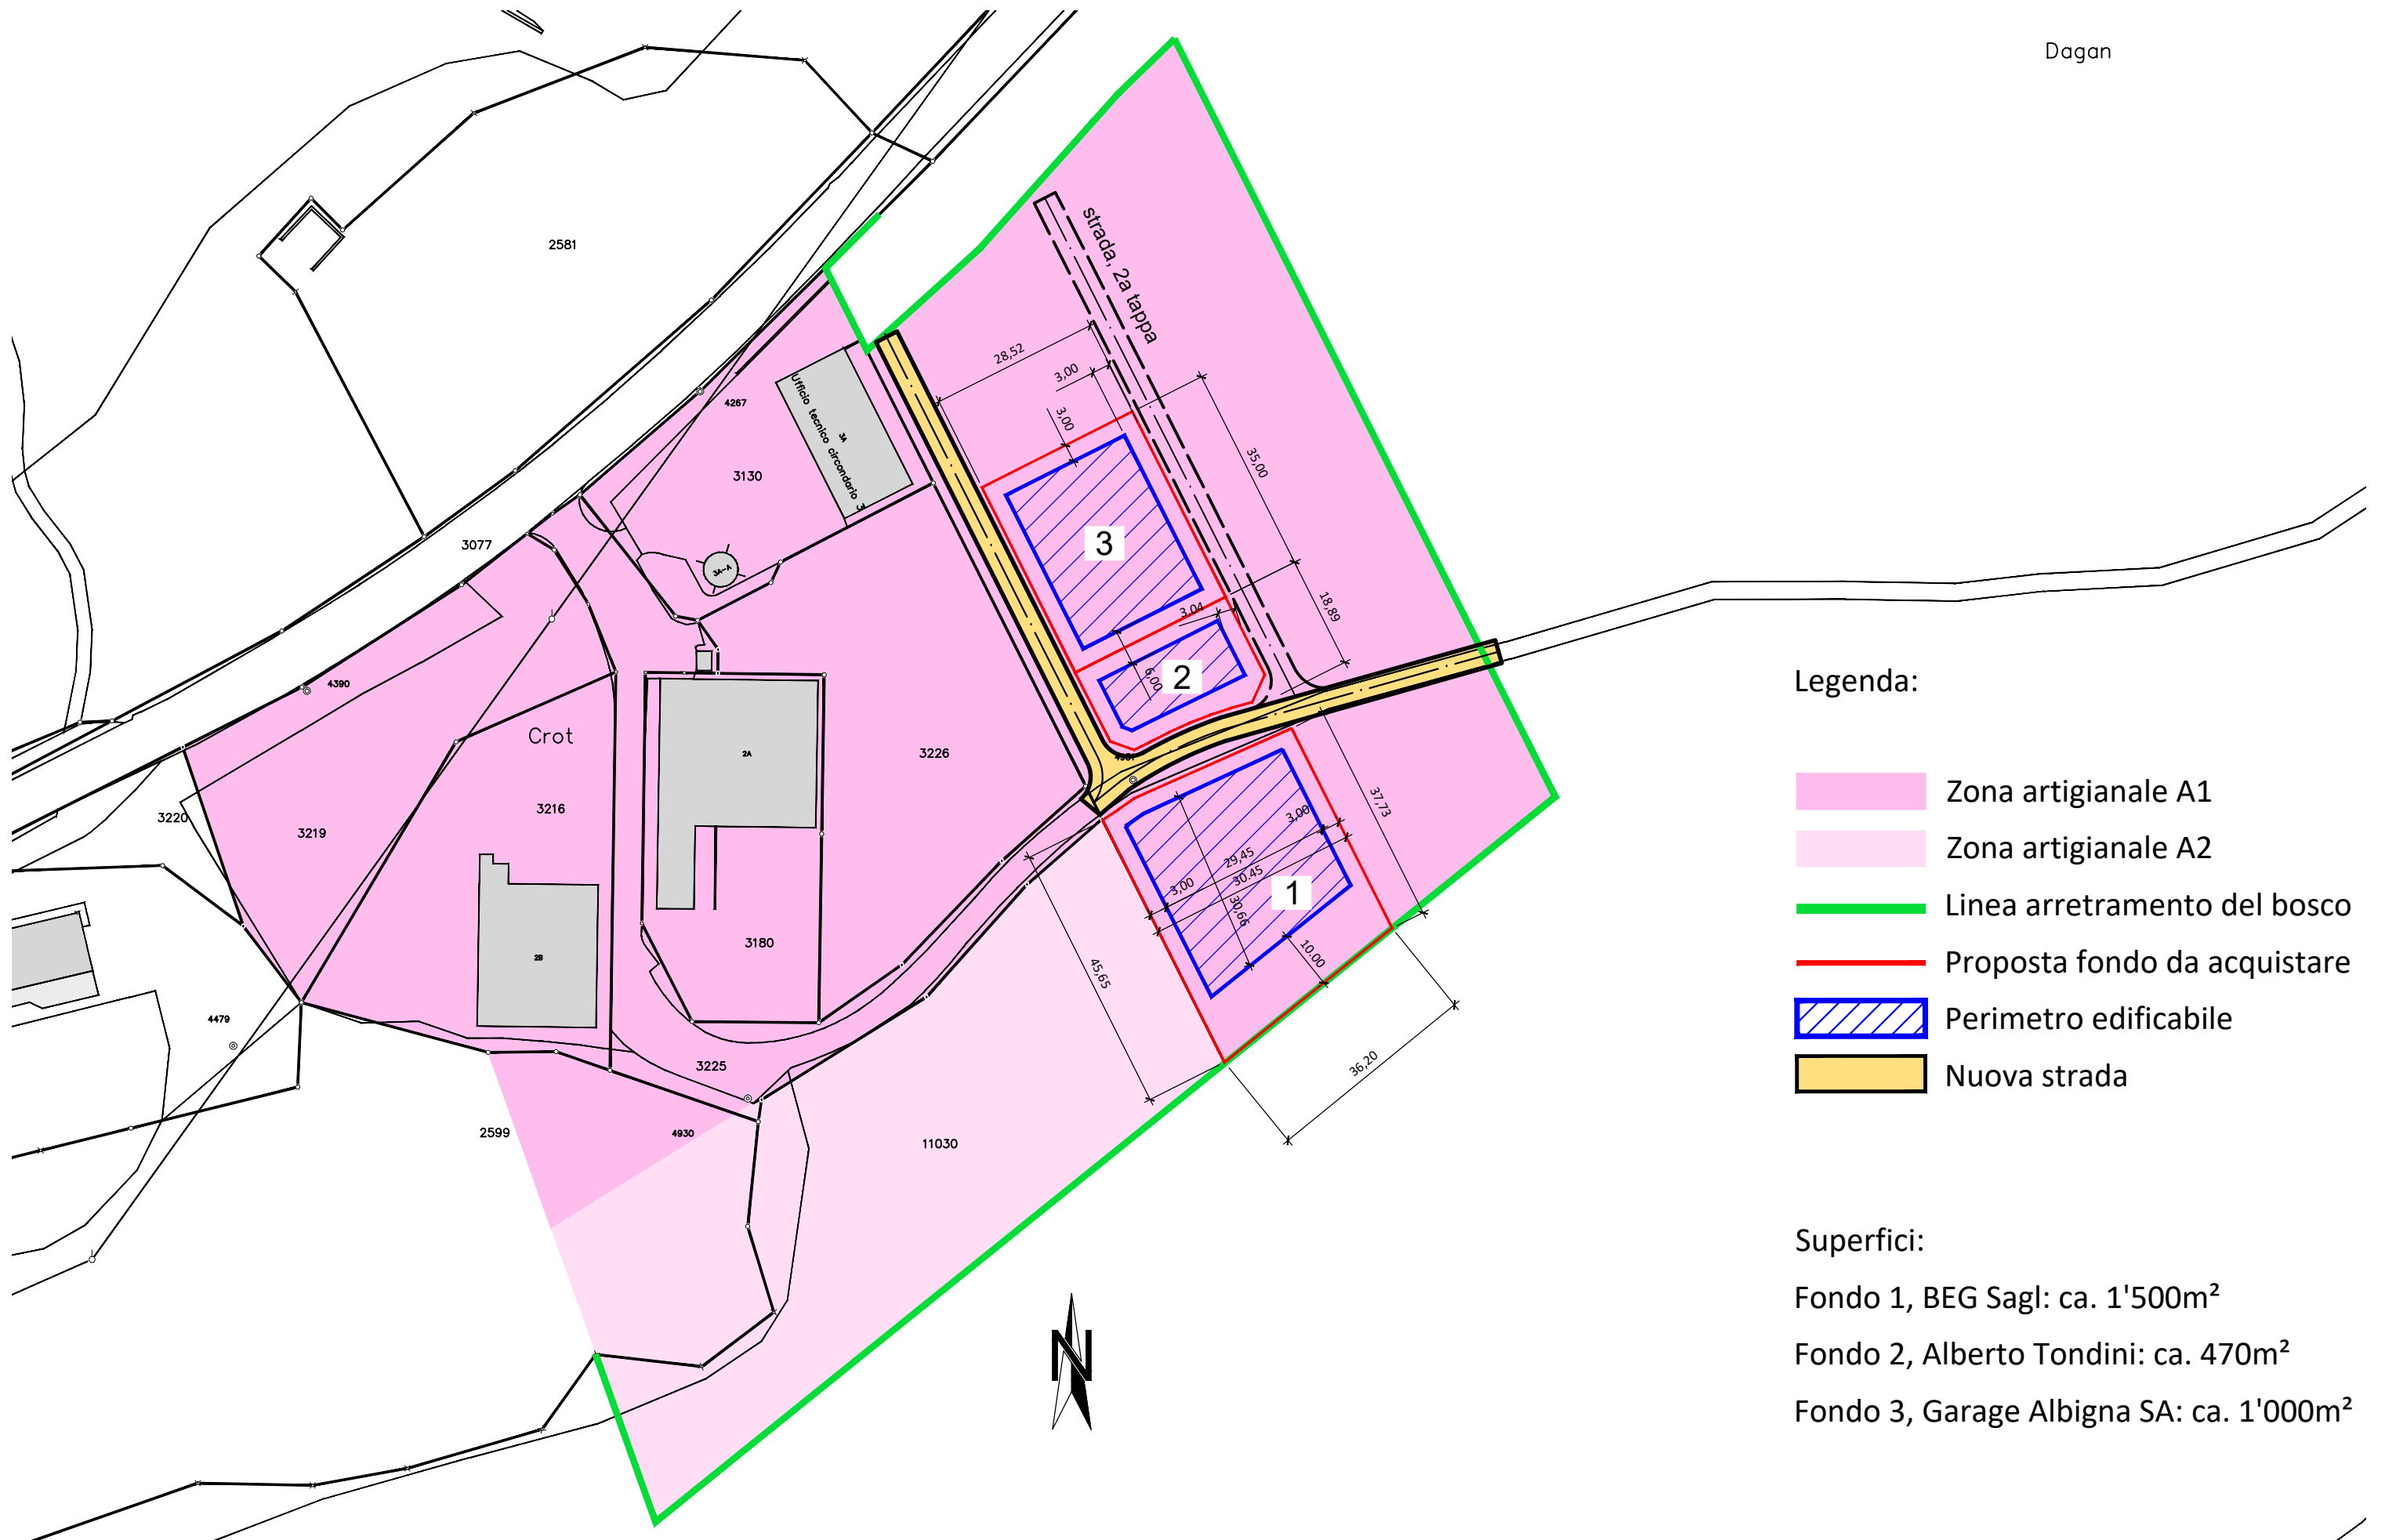 Dagan
2581
strada, 2a tappa
28,52
3,00
3,00
4267
35,00
3130
Ufficio tecnico circondario 3
3A
3
3077
3A-A
3,04
18,89
2
6,00
4390
Crot
2A
3226
3216
3220
3219
37,73
3,00
29,45
30.45
3,00
1
30,66
3180
2B
10.00
45,65
4479
36,20
3225
2599
4930
11030
N
Legenda:
Zona artigianale A1
Zona artigianale A2
Linea arretramento del bosco
Proposta fondo da acquistare
Perimetro edificabile
Nuova strada
Superfici:
Fondo 1, BEG Sagl: ca. 1'500m²
Fondo 2, Alberto Tondini: ca. 470m²
Fondo 3, Garage Albigna SA: ca. 1'000m²